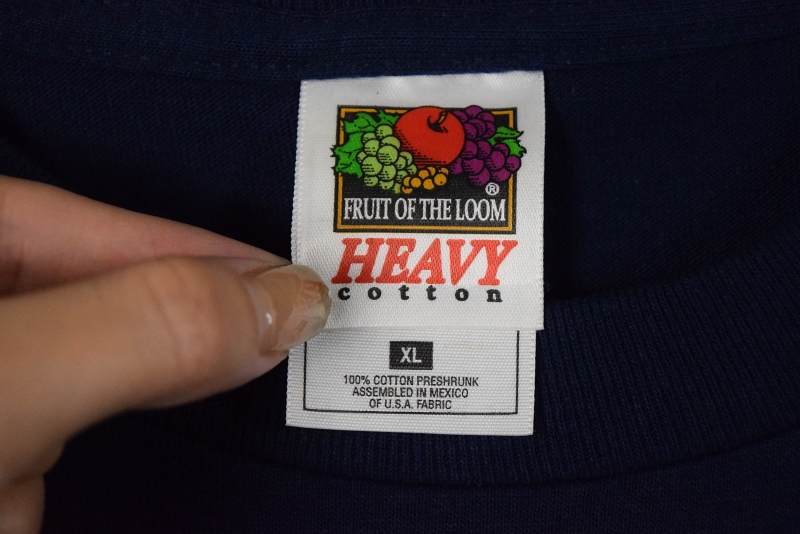 ®
FRUIT OF THE LOOM
HEAVY
cotton
XL
100% COTTON PRESHRUNK
ASSEMBLED IN MEXICO
OF U.S.A. FABRIC